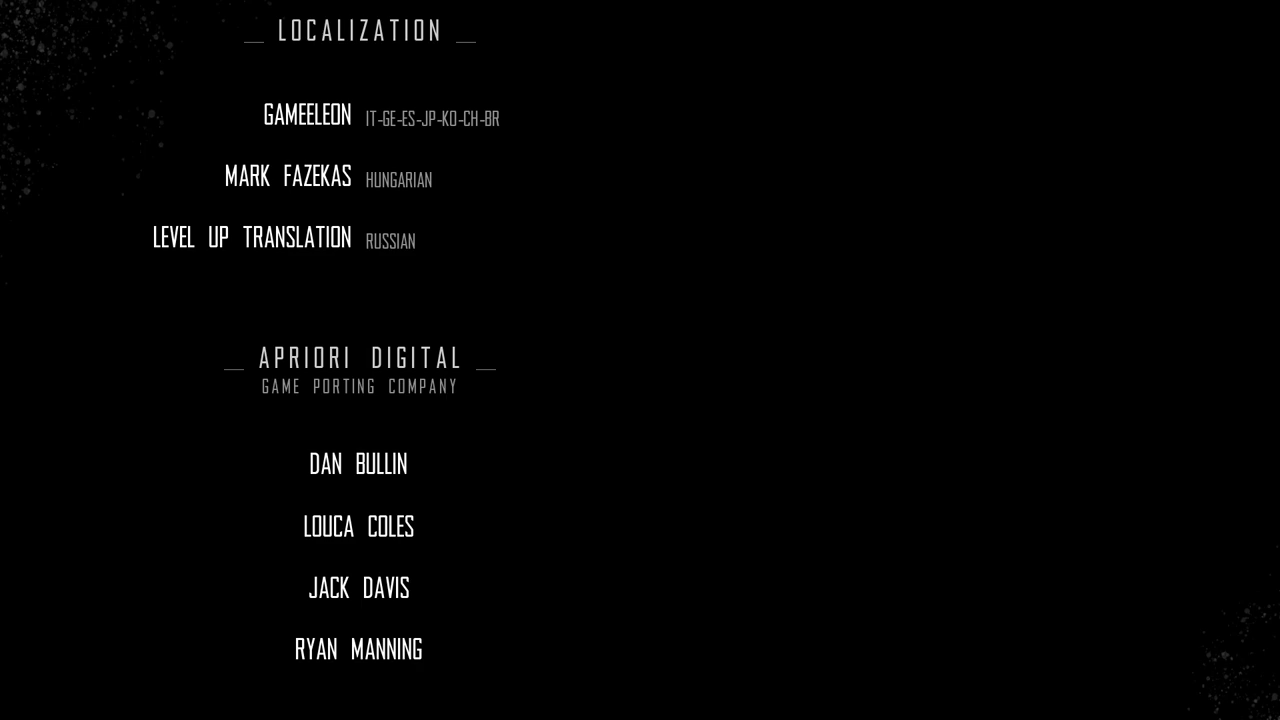 LOCALIZATION
GAMEELEON IT-GE-ES-JP-KO-CH-BR
MARK FAZEKAS HUNGARIAN
LEVEL UP TRANSLATION RUSSIAN
APRIORI DIGITAL
GAME PORTING COMPANY
DAN BULLIN
LOUCA COLES
JACK DAVIS
RYAN MANNING